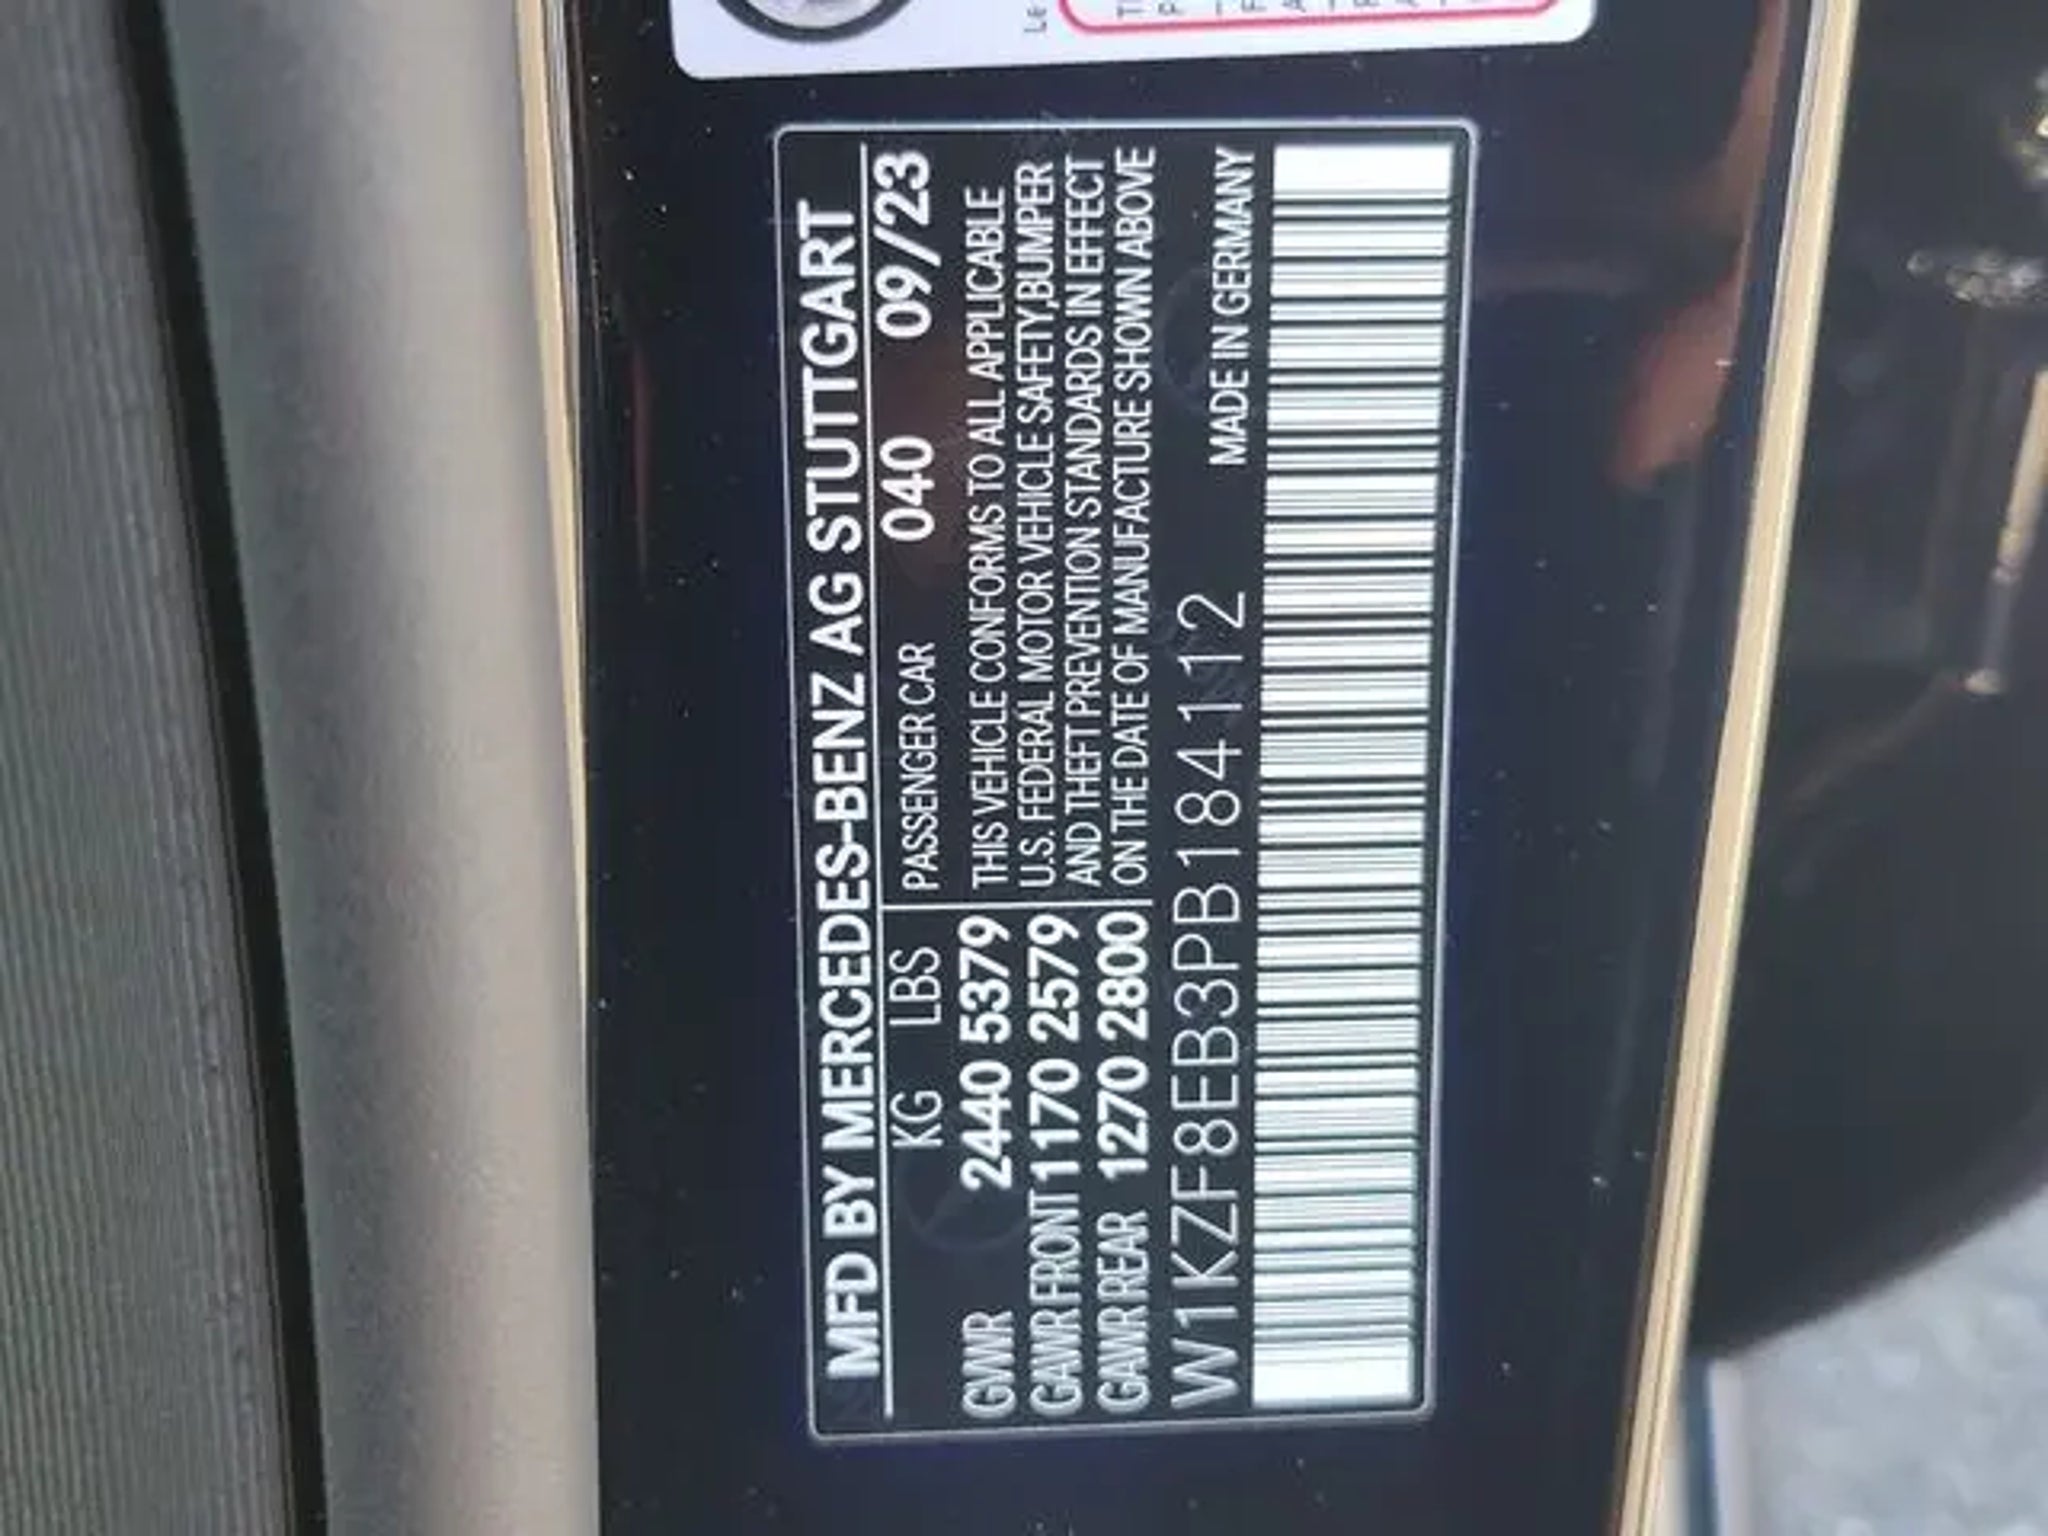 MFD BY MERCEDES-BENZ AG STUTTGART
KG LBS PASSENGER CAR 040 09/23
GVWR 2440 5379 THIS VEHICLE CONFORMS TO ALL APPLICABLE
U.S. FEDERAL MOTOR VEHICLE SAFETY,BUMPER
GAWR FRONT 1170 2579 AND THEFT PREVENTION STANDARDS IN EFFECT
GAWR REAR 1270 2800 ON THE DATE OF MANUFACTURE SHOWN ABOVE
W1KZF8EB3PB184112 MADE IN GERMANY